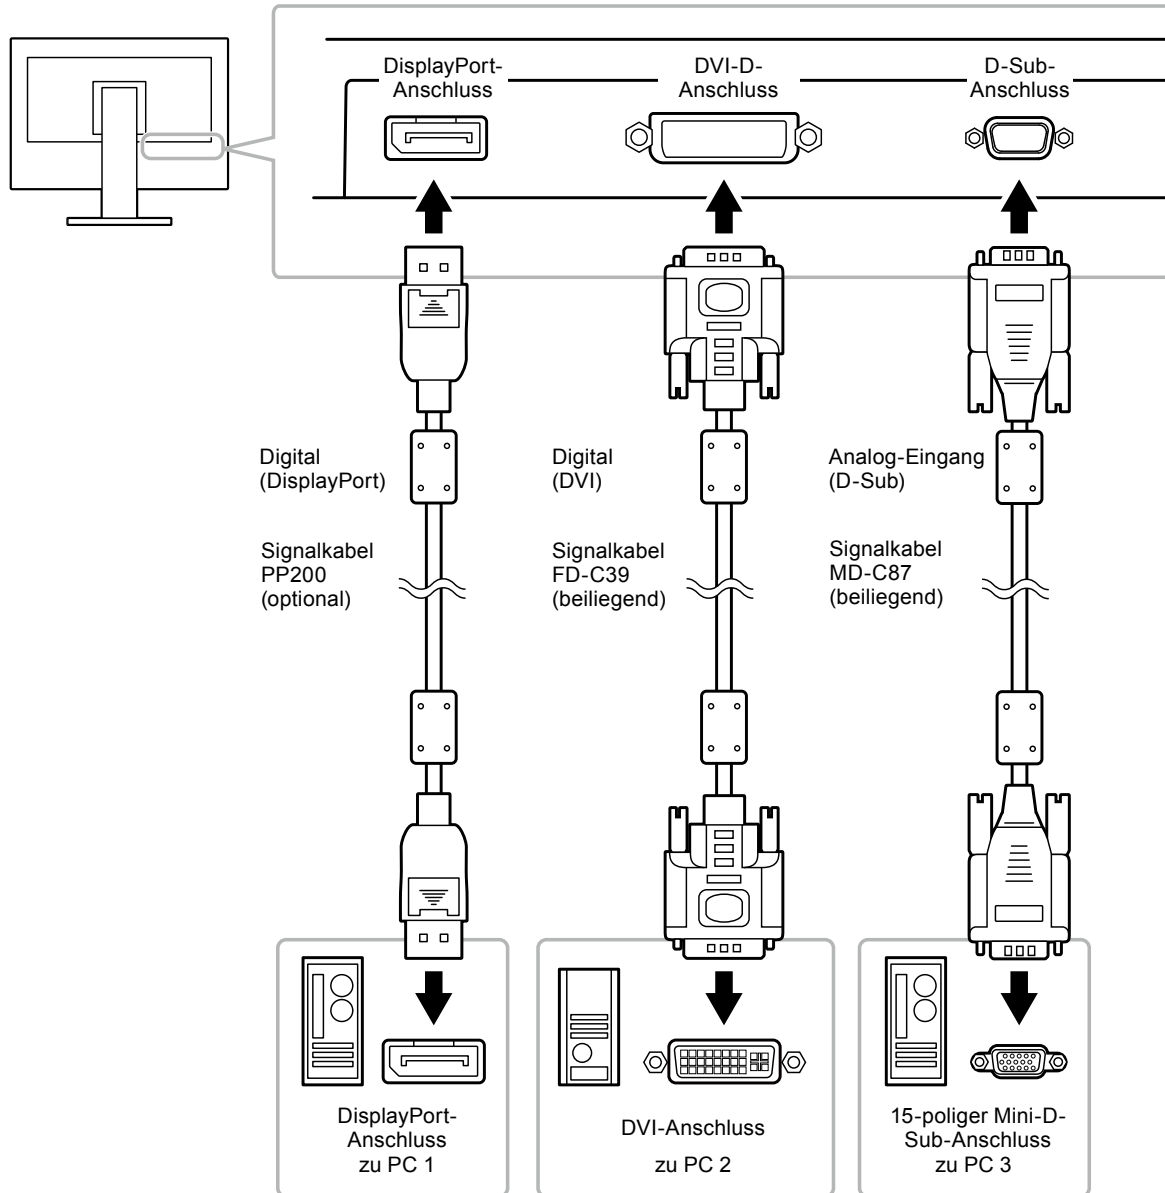 DisplayPort-
Anschluss
DVI-D-
Anschluss
D-Sub-
Anschluss
Digital
(DisplayPort)
Signalkabel
PP200
(optional)
Digital
(DVI)
Signalkabel
FD-C39
(beiliegend)
Analog-Eingang
(D-Sub)
Signalkabel
MD-C87
(beiliegend)
DisplayPort-
Anschluss
zu PC 1
DVI-Anschluss
zu PC 2
15-poliger Mini-D-
Sub-Anschluss
zu PC 3